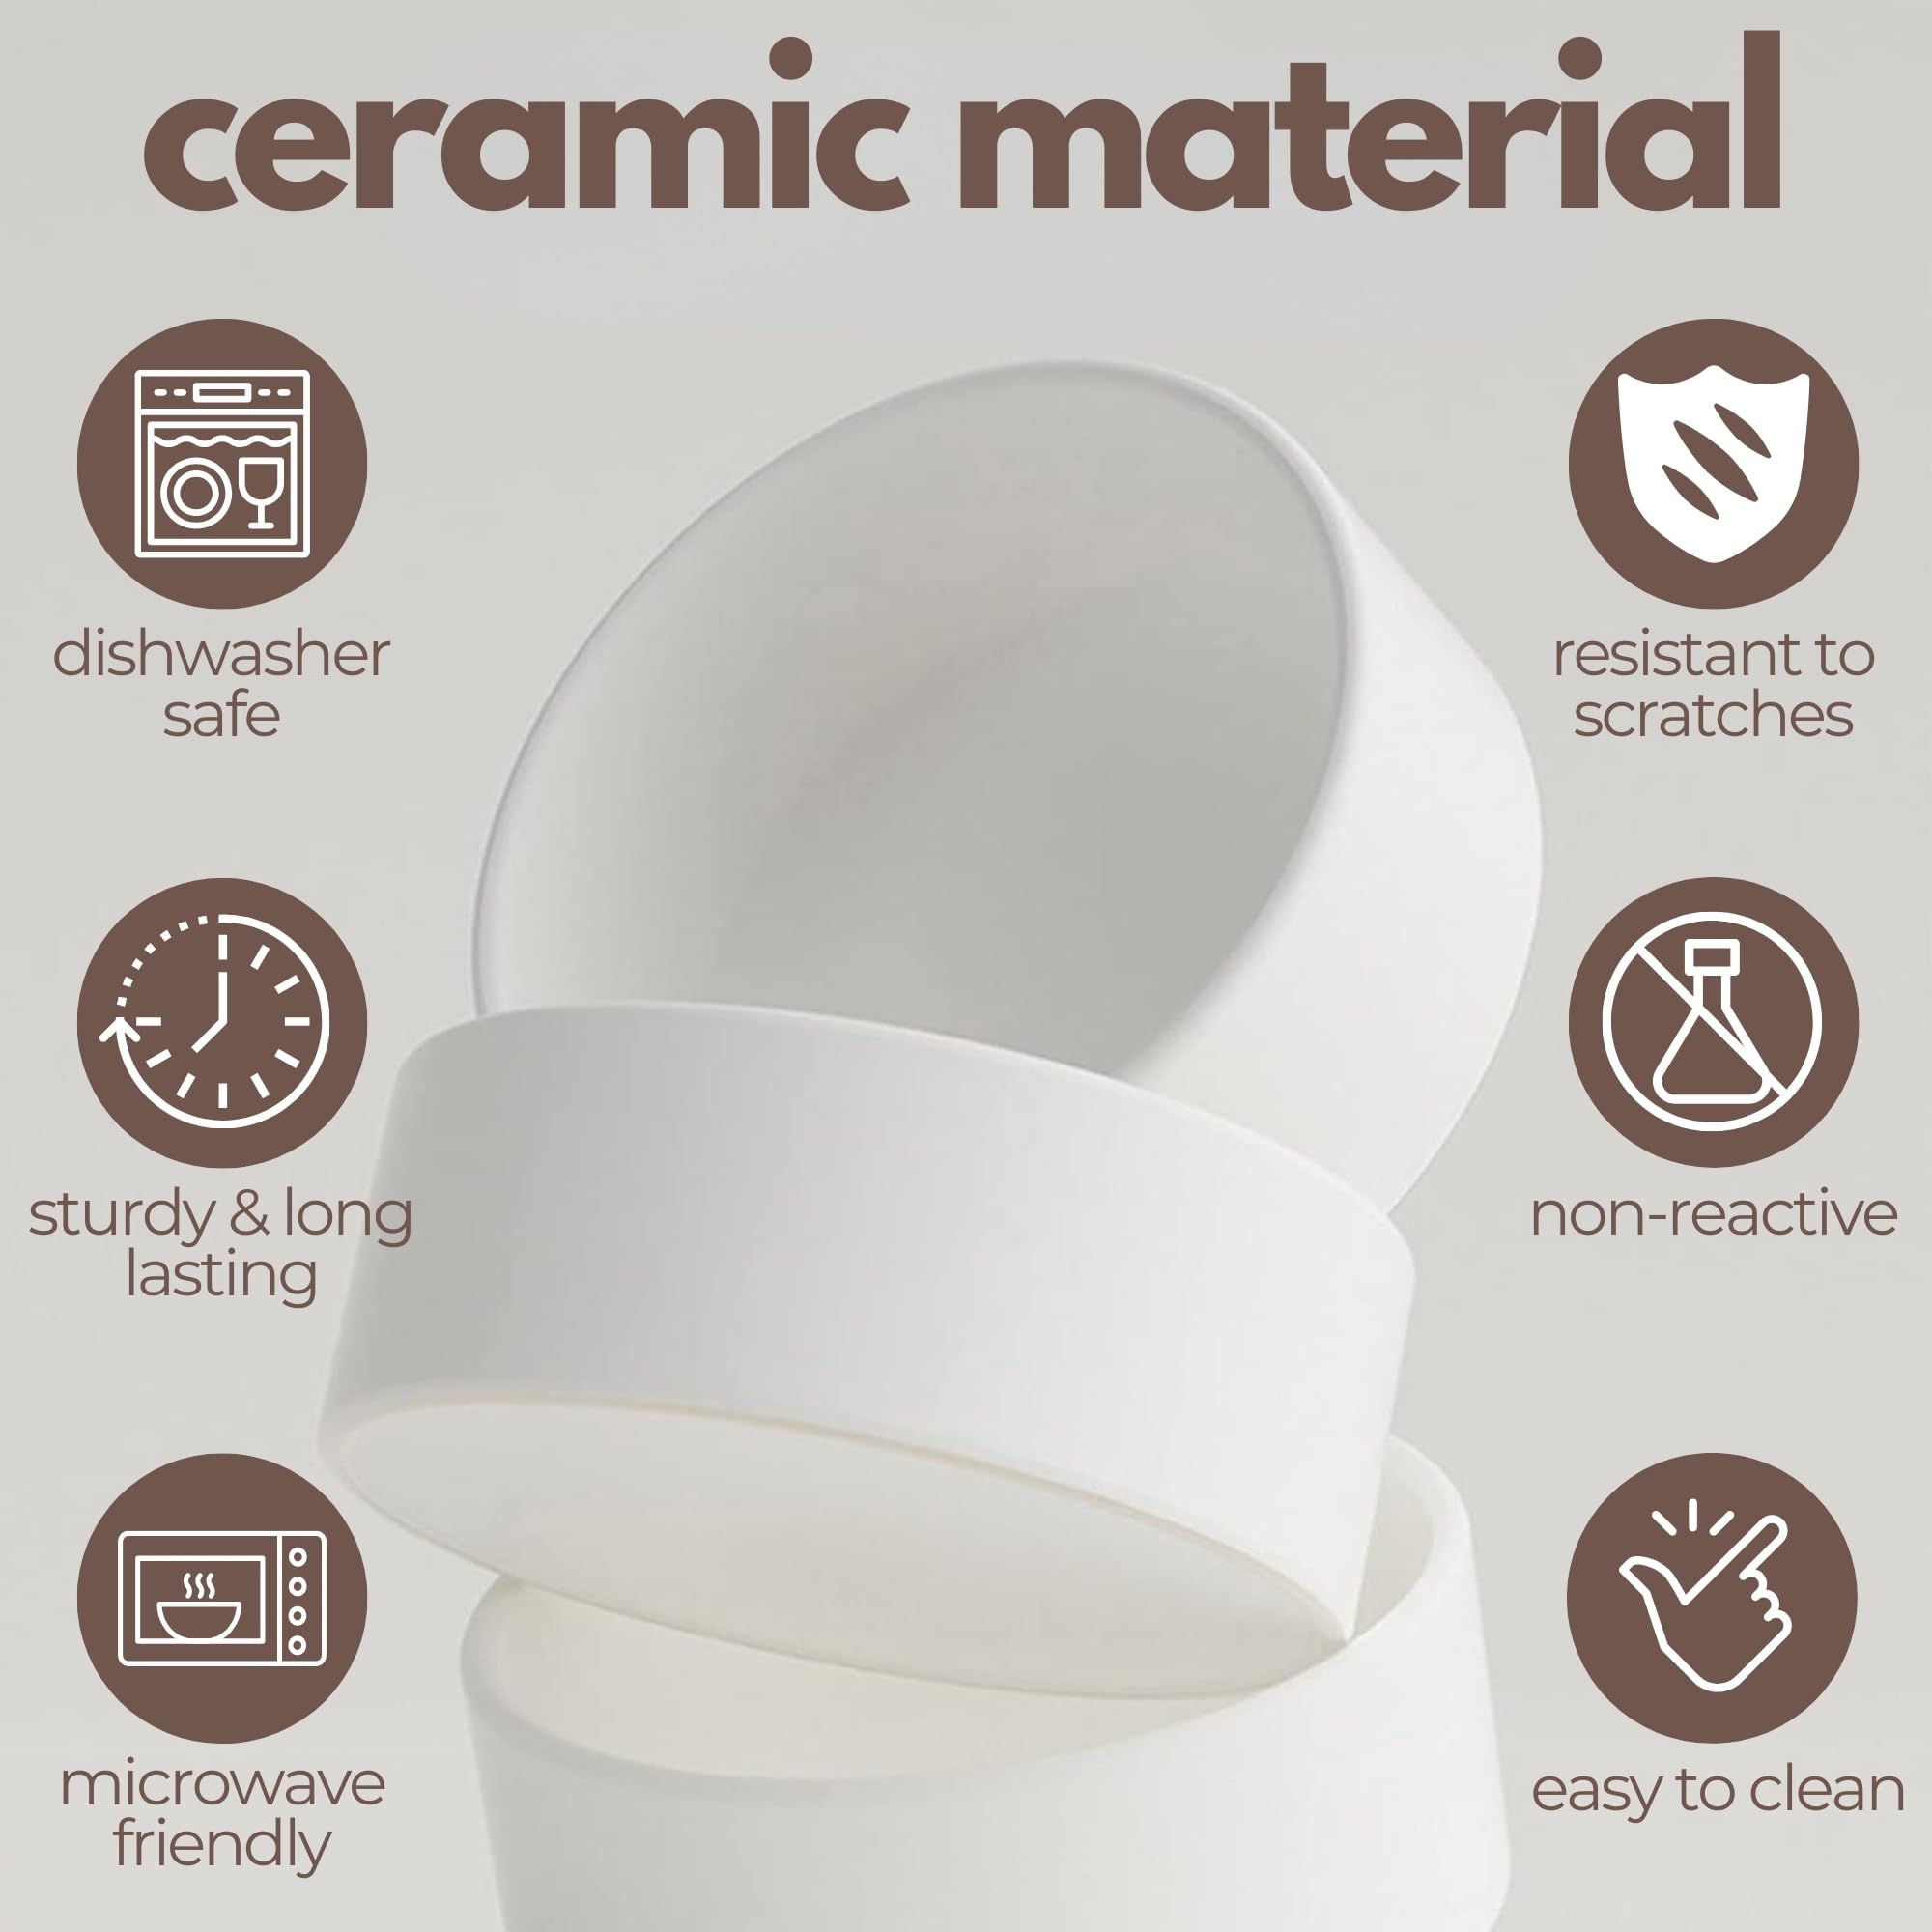 ceramic material
dishwasher
safe
resistant to
scratches
sturdy & long
lasting
non-reactive
microwave
friendly
easy to clean